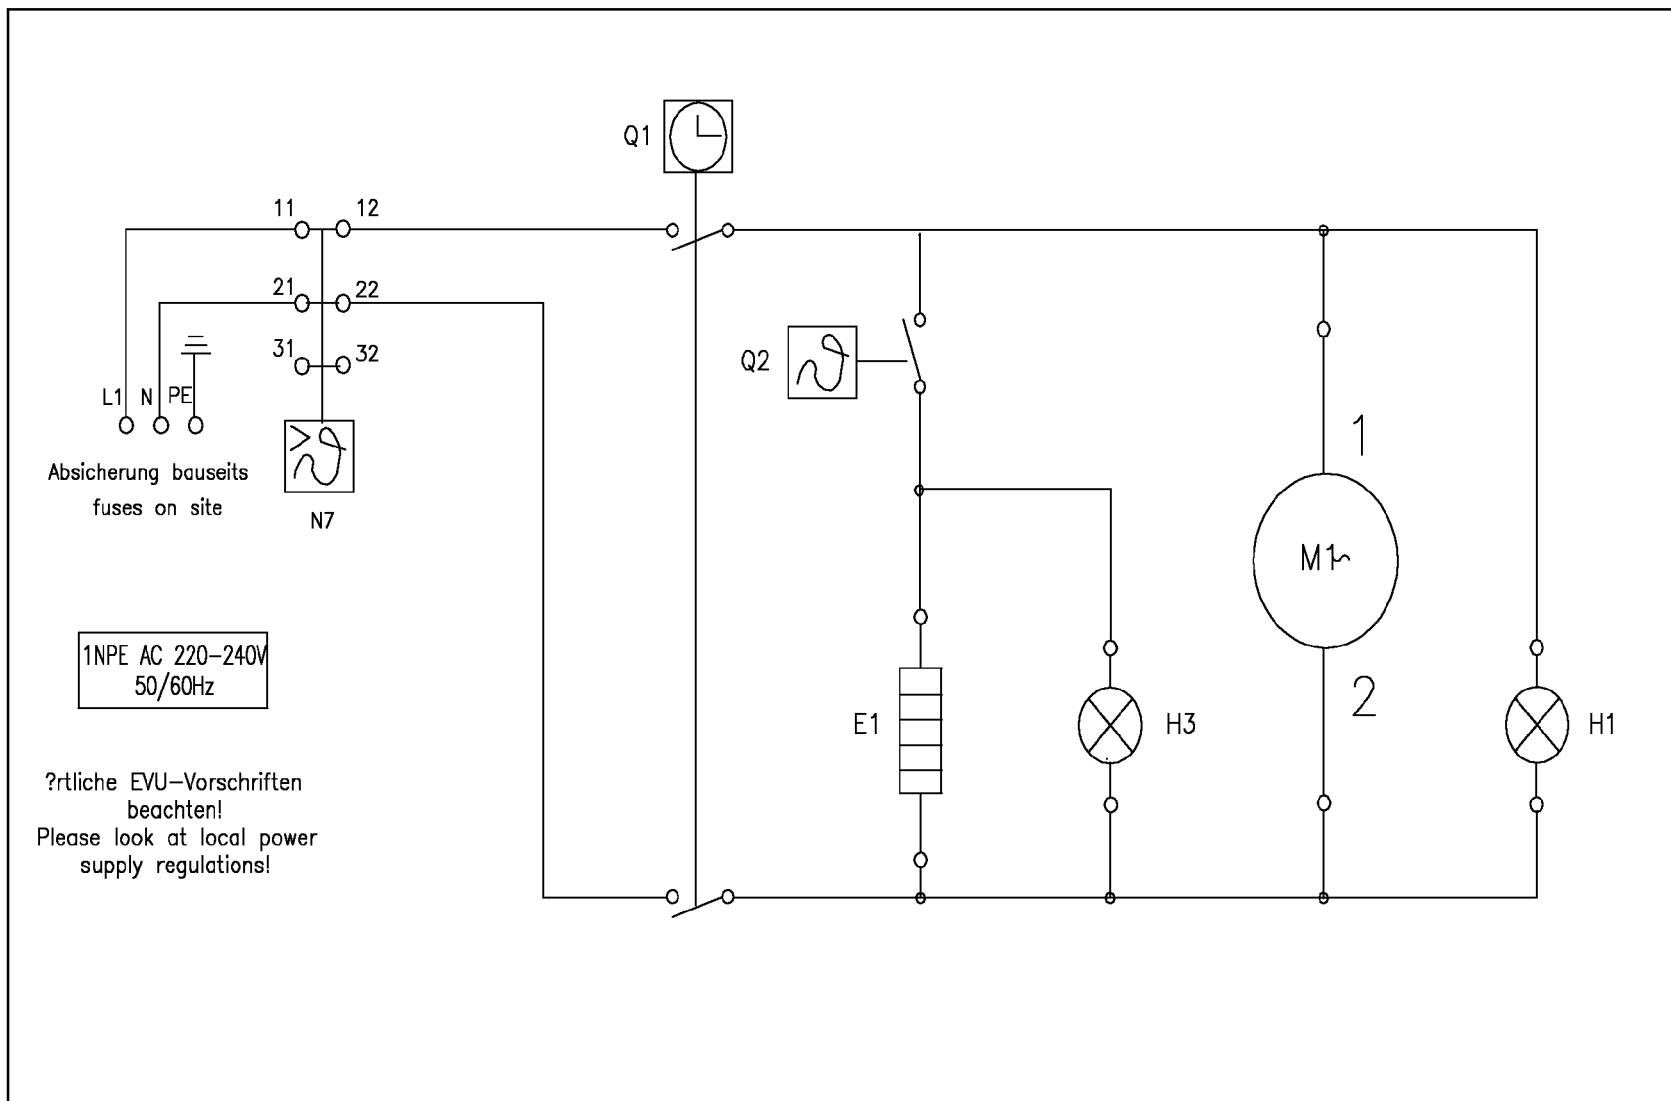 Q1
11
12
21
22
31
32
L1
N
PE
Absicherung bauseits
fuses on site
N7
Q2
1
M1~
2
1NPE AC 220-240V
50/60Hz
E1
H3
H1
?rtliche EVU-Vorschriften
beachten!
Please look at local power
supply regulations!